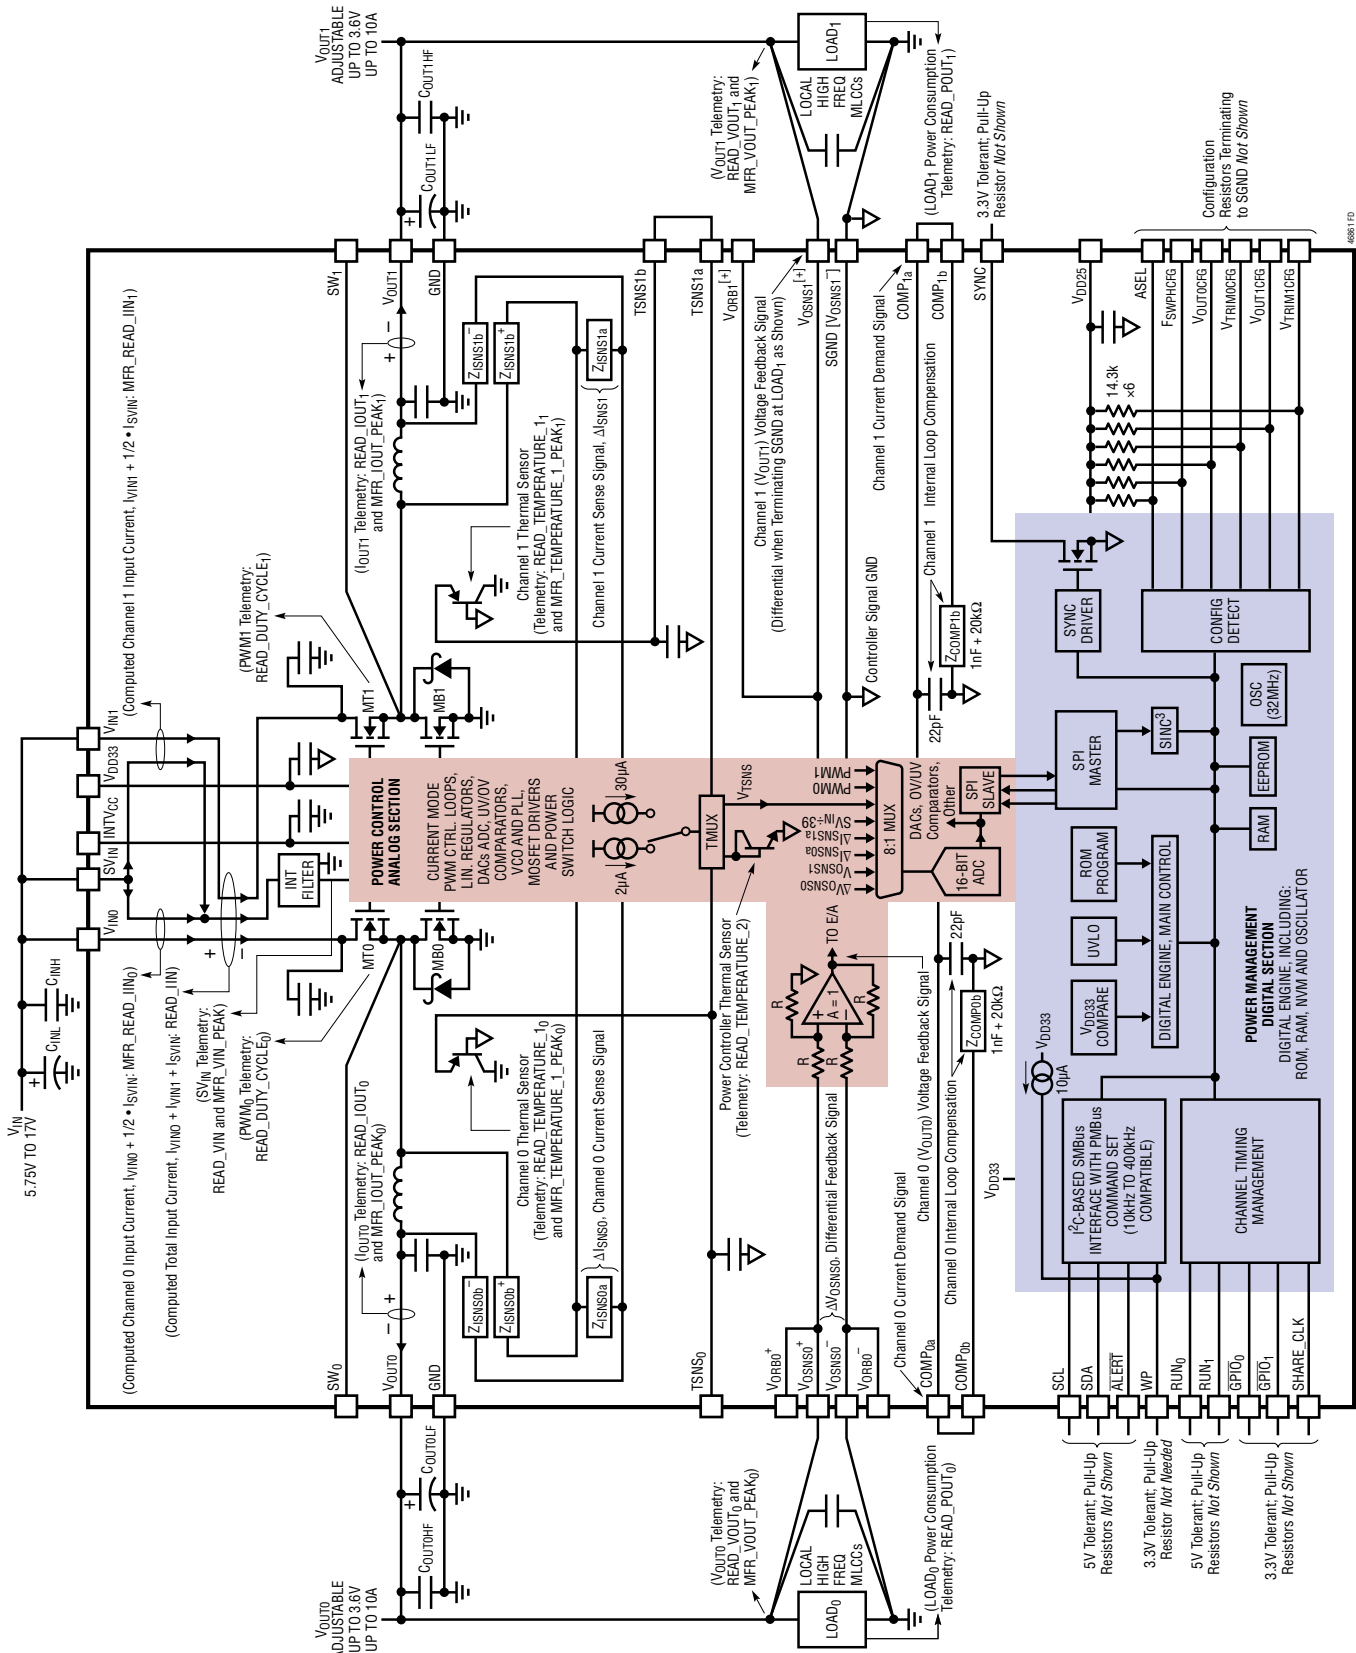 VIN
5.75V TO 17V
CINL
CINH
VIN0
SVIN
INTVCC
VDD33
VIN1
(Computed Channel 0 Input Current, IVIN0 + 1/2 • ISVIN: MFR_READ_IIN0)
(Computed Total Input Current, IVIN0 + IVIN1 + ISVIN: READ_IIN)
(SVIN Telemetry:
READ_VIN and MFR_VIN_PEAK)
(PWM0 Telemetry:
READ_DUTY_CYCLE0)
(Computed Channel 1 Input Current, IVIN1 + 1/2 • ISVIN: MFR_READ_IIN1)
(PWM1 Telemetry:
READ_DUTY_CYCLE1)
INT
FILTER
+
−
VOUT0
ADJUSTABLE
UP TO 3.6V
UP TO 10A
COUT0HF
COUT0LF
+
SW0
VOUT0
GND
(IOUT0 Telemetry: READ_IOUT0
and MFR_IOUT_PEAK0)
−
+
MT0
MB0
POWER CONTROL
ANALOG SECTION
CURRENT MODE
PWM CTRL. LOOPS,
LIN. REGULATORS,
DACs ADC, UV/OV
COMPARATORS,
VCO AND PLL,
MOSFET DRIVERS
AND POWER
SWITCH LOGIC
2µA
30µA
MT1
MB1
(IOUT1 Telemetry: READ_IOUT1
and MFR_IOUT_PEAK1)
+
−
SW1
VOUT1
GND
COUT1LF
+
COUT1HF
VOUT1
ADJUSTABLE
UP TO 3.6V
UP TO 10A
ZISNS0b−
ZISNS0b+
ZISNS0a
ΔISNS0, Channel 0 Current Sense Signal
Channel 0 Thermal Sensor
(Telemetry: READ_TEMPERATURE_10
and MFR_TEMPERATURE_1_PEAK0)
Channel 1 Thermal Sensor
(Telemetry: READ_TEMPERATURE_11
and MFR_TEMPERATURE_1_PEAK1)
ZISNS1b−
ZISNS1b+
ZISNS1a
Channel 1 Current Sense Signal, ΔISNS1
TSNS0
TSNS1b
TSNS1a
TMUX
VTSNS
Power Controller Thermal Sensor
(Telemetry: READ_TEMPERATURE_2)
(VOUT0 Telemetry:
READ_VOUT0 and
MFR_VOUT_PEAK0)
LOAD0
LOCAL
HIGH
FREQ
MLCCs
(LOAD0 Power Consumption
Telemetry: READ_POUT0)
VORB0+
VOSNS0+
VOSNS0−
VORB0−
ΔVOSNS0, Differential Feedback Signal
R
R
R
R
+
−
A = 1
TO E/A
ΔVOSNS0
VOSNS1
ΔISNS0a
ΔISNS1a
SVIN÷39
PWM0
PWM1
8:1 MUX
16-BIT
ADC
DACs, OV/UV
Comparators,
Other
SPI
SLAVE
VORB1[+]
VOSNS1[+]
SGND [VOSNS1−]
Channel 1 (VOUT1) Voltage Feedback Signal
(Differential when Terminating SGND at LOAD1 as Shown)
Controller Signal GND
(VOUT1 Telemetry:
READ_VOUT1 and
MFR_VOUT_PEAK1)
LOAD1
LOCAL
HIGH
FREQ
MLCCs
(LOAD1 Power Consumption
Telemetry: READ_POUT1)
Channel 0 Current Demand Signal
Channel 0 (VOUT0) Voltage Feedback Signal
Channel 0 Internal Loop Compensation
COMP0a
COMP0b
22pF
ZCOMP0b
1nF + 20kΩ
Channel 1 Current Demand Signal
Channel 1 Internal Loop Compensation
COMP1a
COMP1b
22pF
ZCOMP1b
1nF + 20kΩ
SYNC
3.3V Tolerant; Pull-Up
Resistor Not Shown
VDD33
VDD33
10µA
I2C-BASED SMBus
INTERFACE WITH PMBus
COMMAND SET
(10kHz TO 400kHz
COMPATIBLE)
CHANNEL TIMING
MANAGEMENT
VDD33
COMPARE
UVLO
ROM
PROGRAM
DIGITAL ENGINE, MAIN CONTROL
SPI
MASTER
SINC3
RAM
EEPROM
OSC
(32MHz)
SYNC
DRIVER
CONFIG
DETECT
POWER MANAGEMENT
DIGITAL SECTION
DIGITAL ENGINE, INCLUDING:
ROM, RAM, NVM AND OSCILLATOR
SCL
SDA
ALERT
WP
RUN0
RUN1
GPIO0
GPIO1
SHARE_CLK
5V Tolerant; Pull-Up
Resistors Not Shown
3.3V Tolerant; Pull-Up
Resistor Not Needed
5V Tolerant; Pull-Up
Resistors Not Shown
3.3V Tolerant; Pull-Up
Resistors Not Shown
VDD25
14.3k
×6
ASEL
FSWPHCFG
VOUT0CFG
VTRIM0CFG
VOUT1CFG
VTRIM1CFG
Configuration
Resistors Terminating
to SGND Not Shown
46861 FD